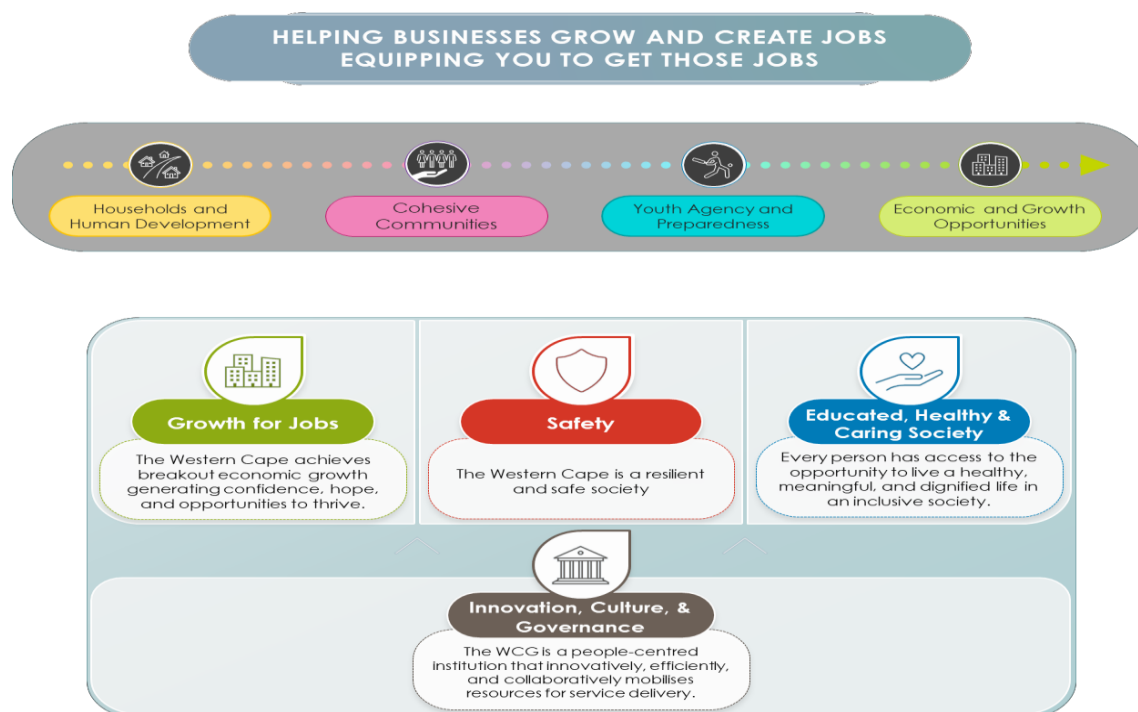 HELPING BUSINESSES GROW AND CREATE JOBS
EQUIPPING YOU TO GET THOSE JOBS
Households and
Human Development
Cohesive
Communities
Youth Agency and
Preparedness
Economic and Growth
Opportunities
Growth for Jobs
The Western Cape achieves
breakout economic growth
generating confidence, hope,
and opportunities to thrive.
Safety
The Western Cape is a resilient
and safe society
Educated, Healthy &
Caring Society
Every person has access to the
opportunity to live a healthy,
meaningful, and dignified life in
an inclusive society.
Innovation, Culture, &
Governance
The WCG is a people-centred
institution that innovatively, efficiently,
and collaboratively mobilises
resources for service delivery.